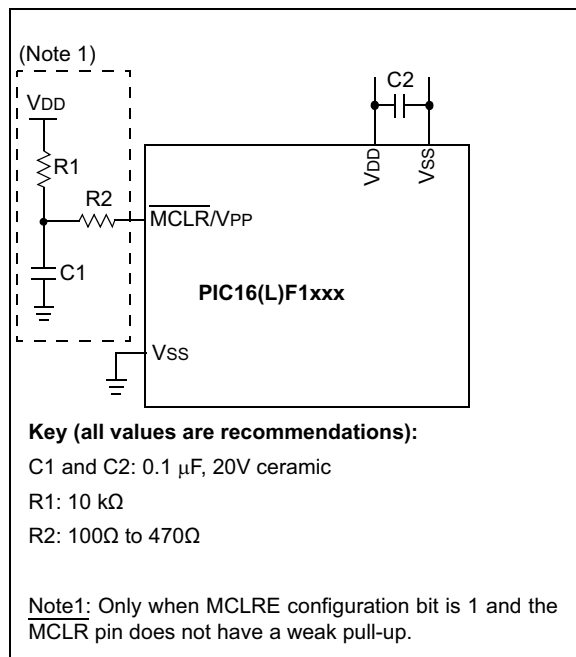 (Note 1)
VDD
R1
R2
C1
C2
VDD
VSS
MCLR/VPP
PIC16(L)F1xxx
VSS
Key (all values are recommendations):
C1 and C2: 0.1 μF, 20V ceramic
R1: 10 kΩ
R2: 100Ω to 470Ω
Note1: Only when MCLRE configuration bit is 1 and the
MCLR pin does not have a weak pull-up.